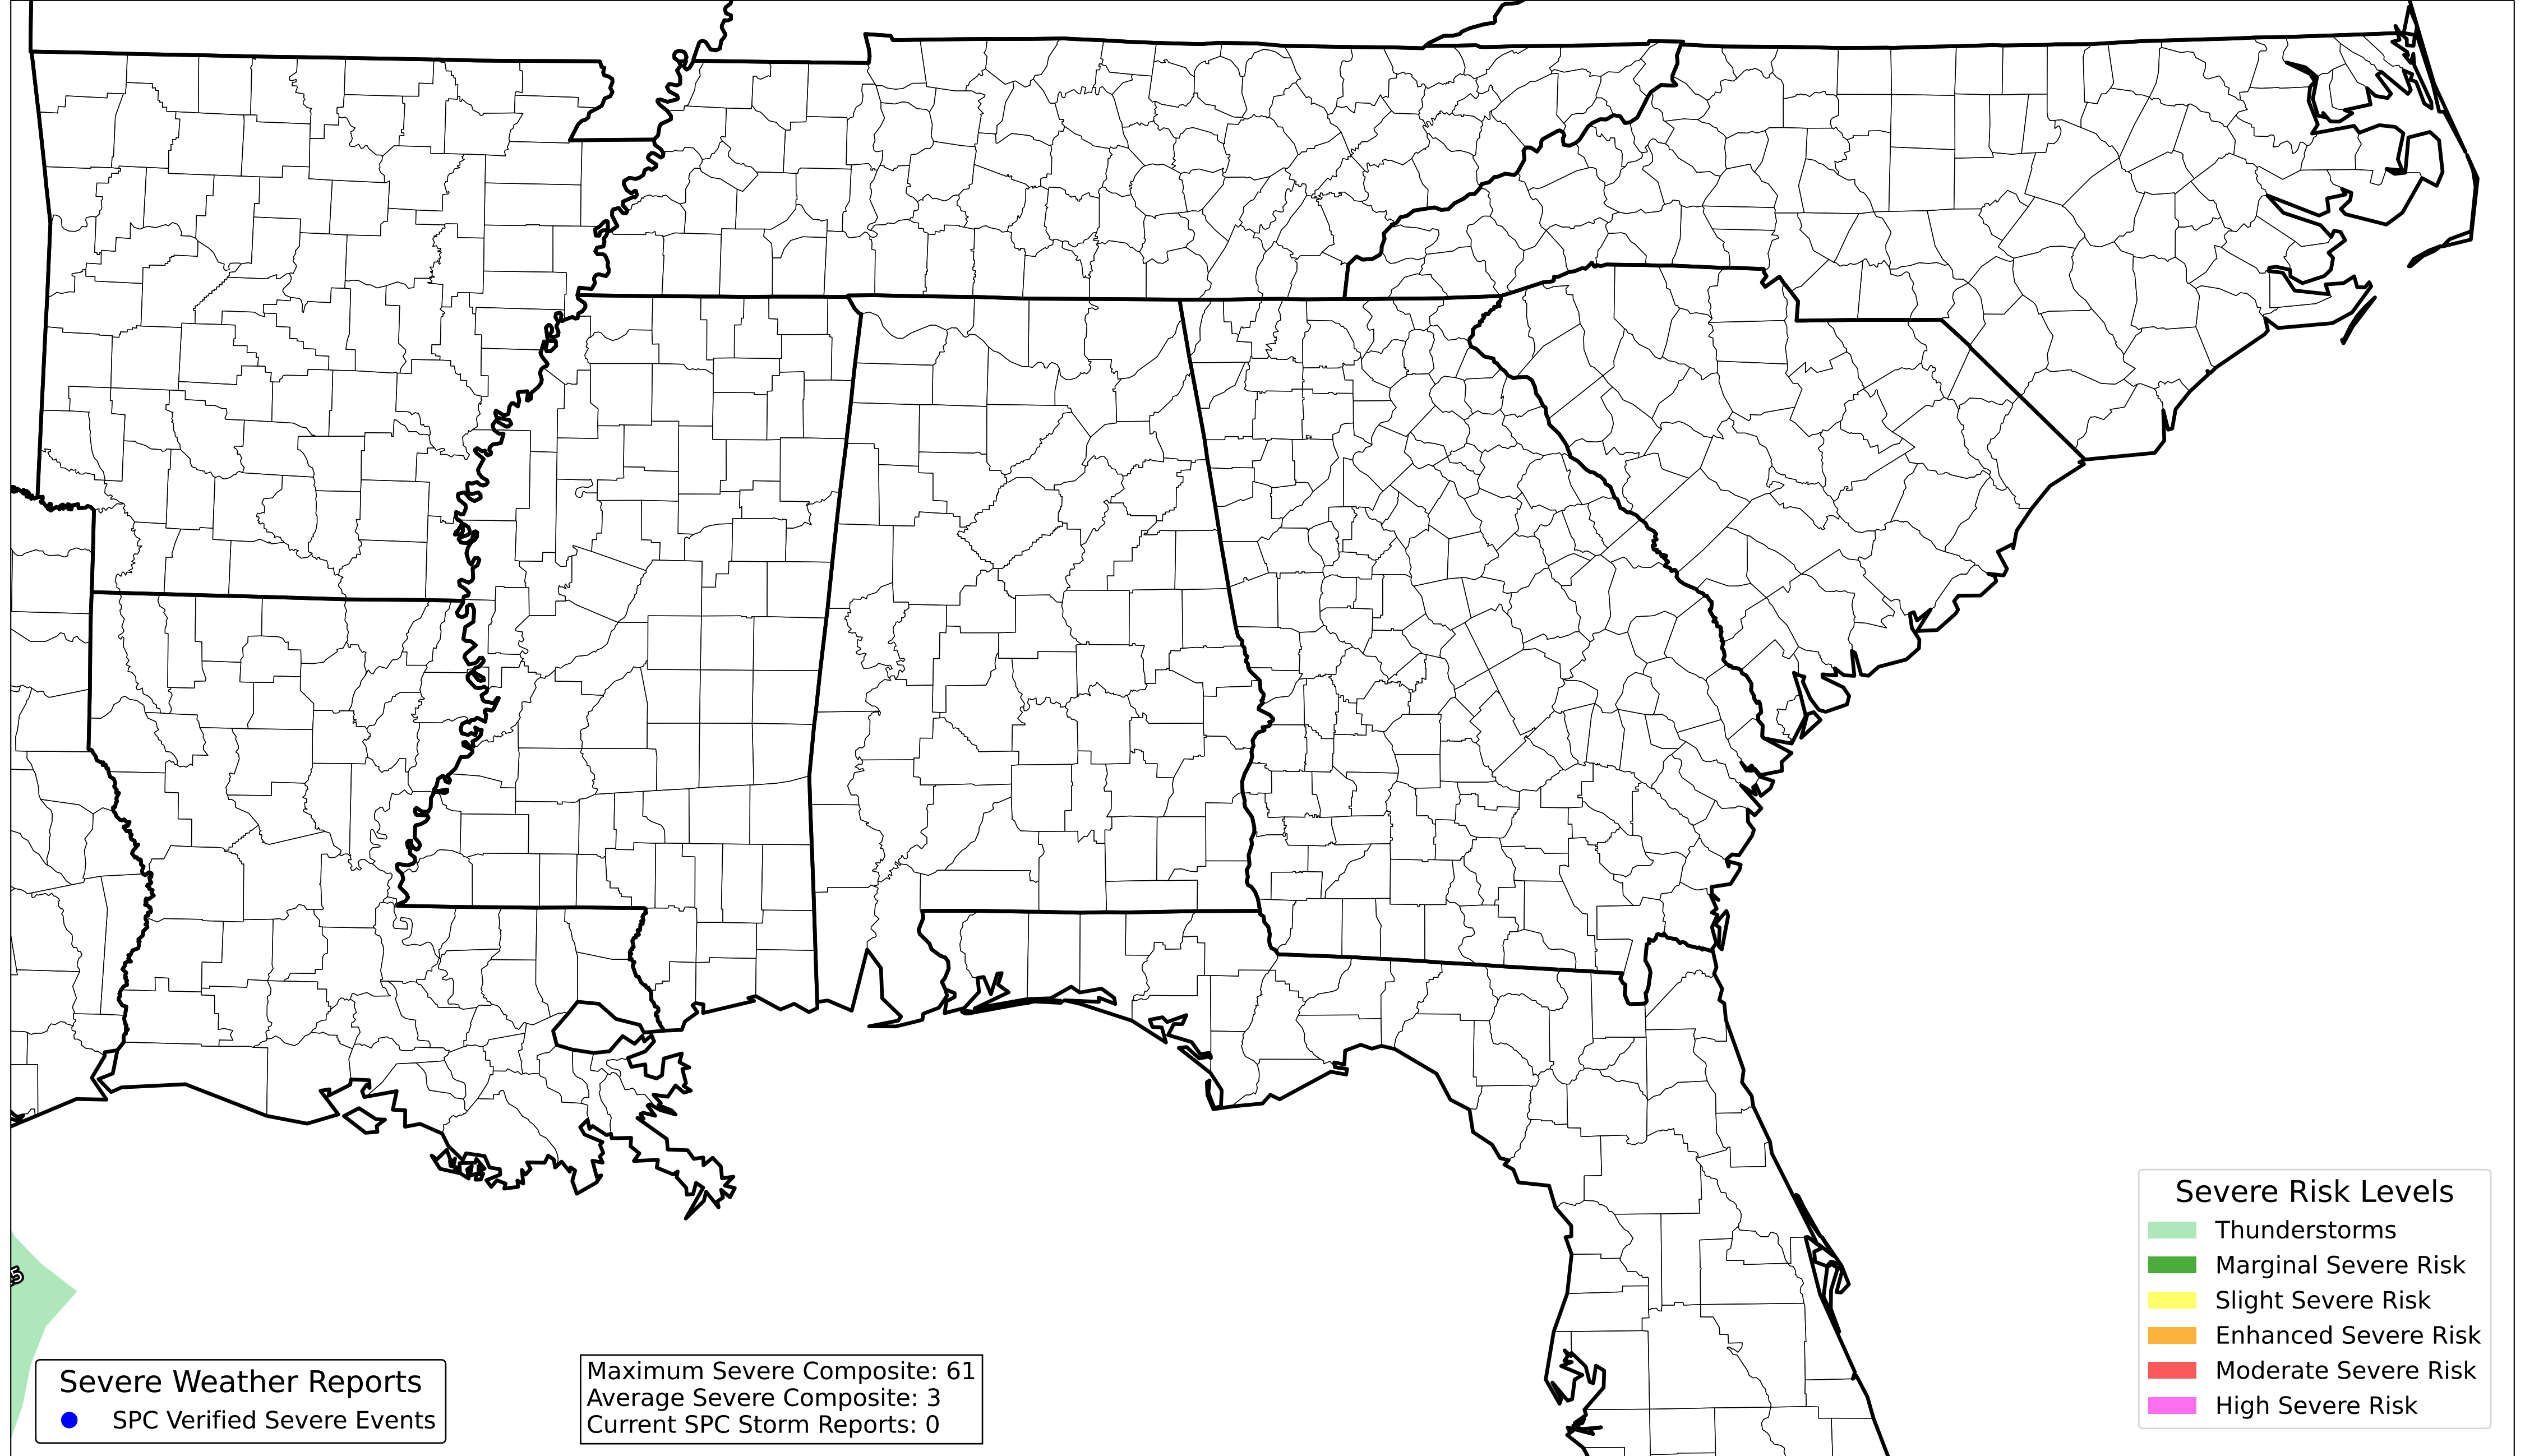 Severe Weather Reports
SPC Verified Severe Events
Maximum Severe Composite: 61
Average Severe Composite: 3
Current SPC Storm Reports: 0
Severe Risk Levels
Thunderstorms
Marginal Severe Risk
Slight Severe Risk
Enhanced Severe Risk
Moderate Severe Risk
High Severe Risk